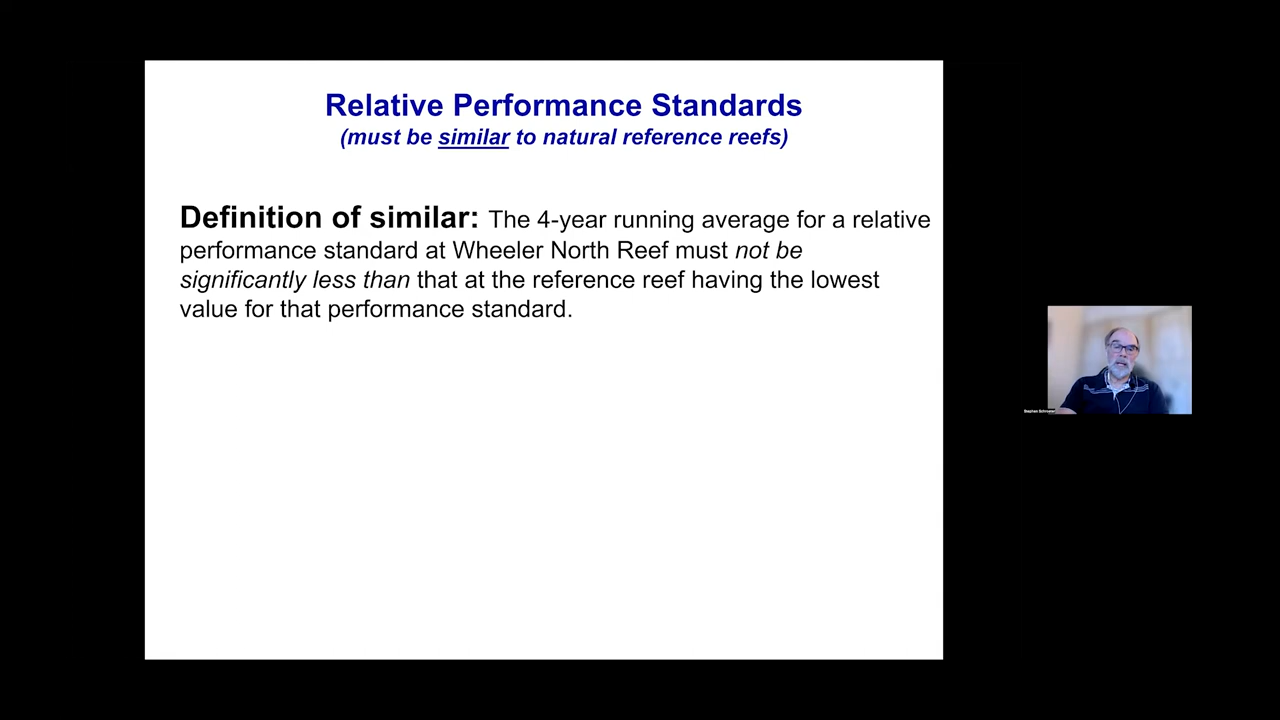 Relative Performance Standards
(must be similar to natural reference reefs)
Definition of similar: The 4-year running average for a relative
performance standard at Wheeler North Reef must not be
significantly less than that at the reference reef having the lowest
value for that performance standard.
Stephen Schroeter